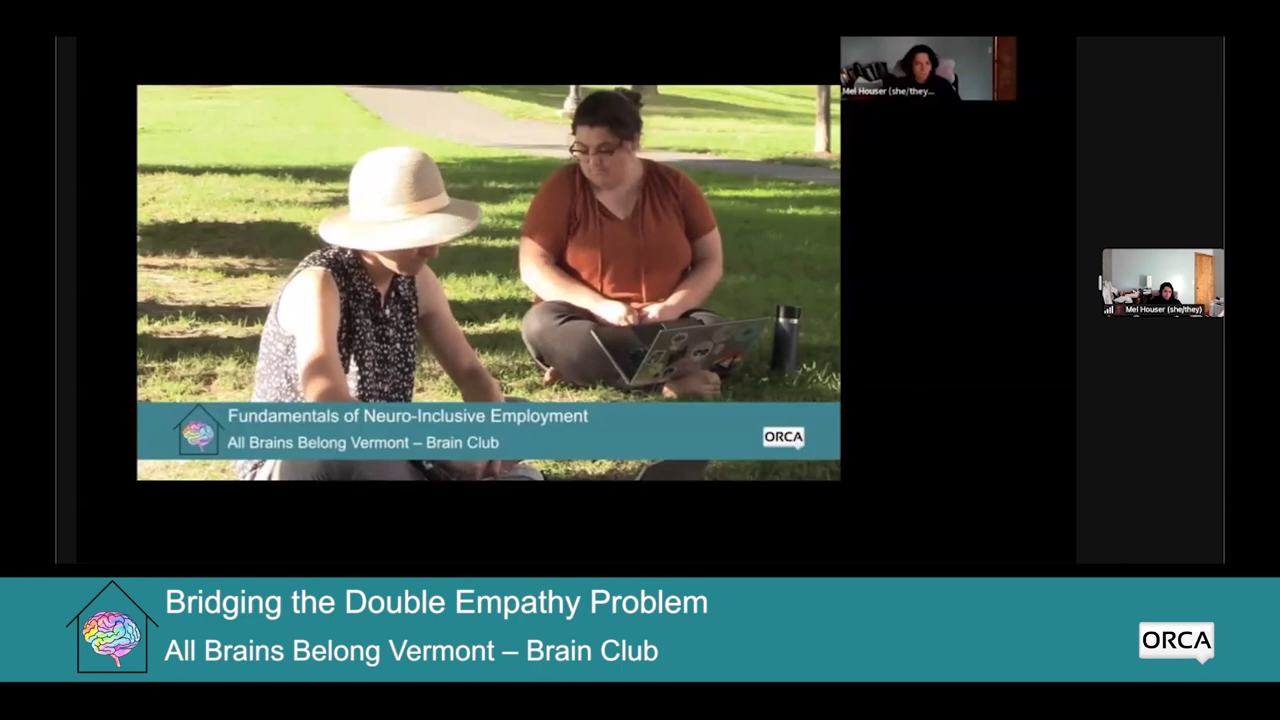 Mel Houser (she/they...
Mel Houser (she/they)
Fundamentals of Neuro-Inclusive Employment
All Brains Belong Vermont – Brain Club
ORCA
Bridging the Double Empathy Problem
All Brains Belong Vermont – Brain Club
ORCA